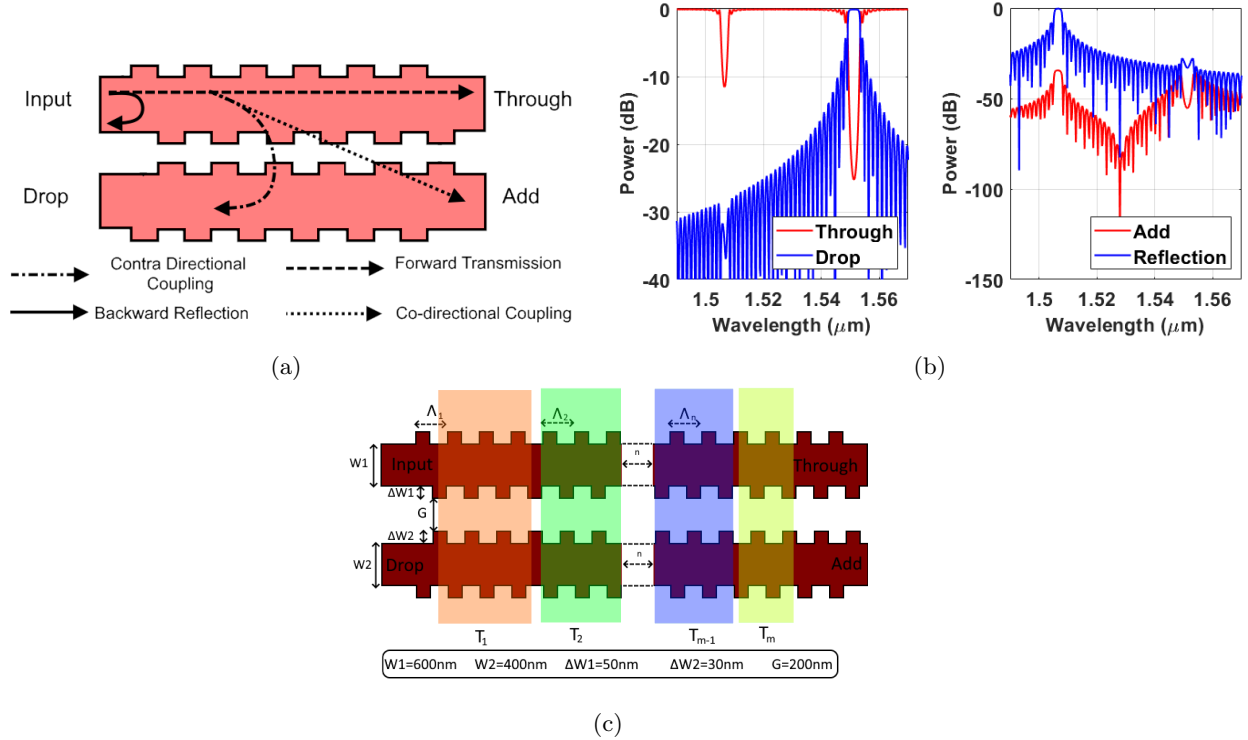 Input
Through
Drop
Add
Contra Directional
Coupling
Forward Transmission
Backward Reflection
Co-directional Coupling
(a)
0
-10
-20
-30
-40
1.5
1.52
1.54
1.56
Power (dB)
Wavelength (μm)
Through
Drop
0
-50
-100
-150
1.5
1.52
1.54
1.56
Power (dB)
Wavelength (μm)
Add
Reflection
(b)
Λ1
Λ2
Λn
W1
Input
n
Through
ΔW1
G
ΔW2
W2
Drop
n
Add
T1
T2
Tm-1
Tm
W1=600nm W2=400nm ΔW1=50nm ΔW2=30nm G=200nm
(c)